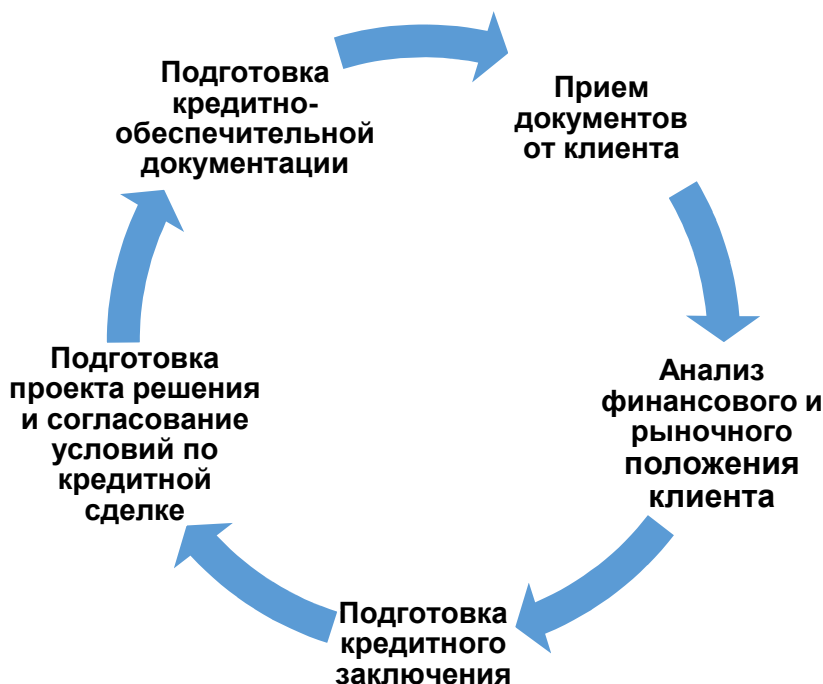 Подготовка
кредитно-
обеспечительной
документации
Прием
документов
от клиента
Анализ
финансового и
рыночного
положения
клиента
Подготовка
кредитного
заключения
Подготовка
проекта решения
и согласование
условий по
кредитной
сделке